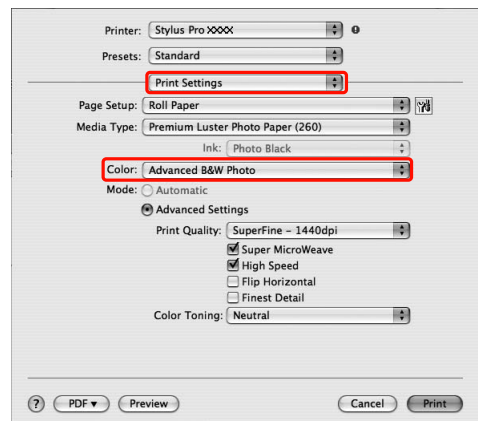 Printer: Stylus Pro XXXX
Presets: Standard
Print Settings
Page Setup: Roll Paper
Media Type: Premium Luster Photo Paper (260)
Ink: Photo Black
Color: Advanced B&W Photo
Mode: Automatic
Advanced Settings
Print Quality: SuperFine - 1440dpi
Super MicroWeave
High Speed
Flip Horizontal
Finest Detail
Color Toning: Neutral
? PDF▼ Preview Cancel Print